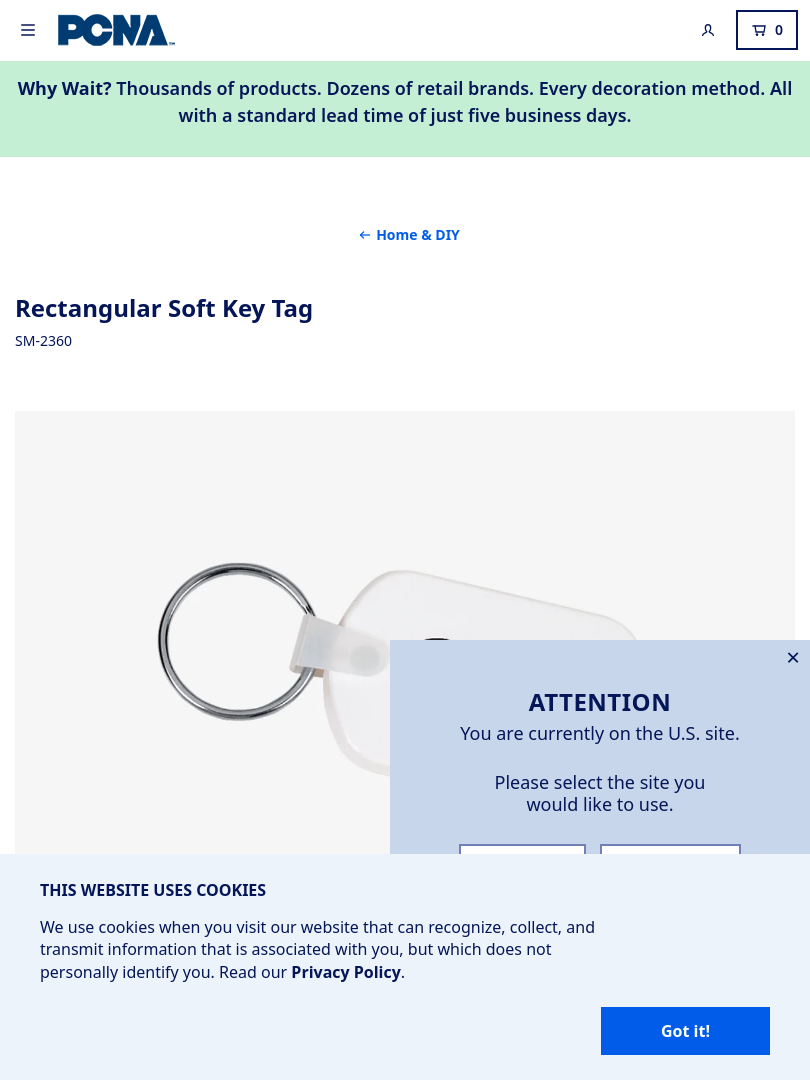 PCNA™
0
Why Wait? Thousands of products. Dozens of retail brands. Every decoration method. All
with a standard lead time of just five business days.
← Home & DIY
Rectangular Soft Key Tag
SM-2360
ATTENTION
You are currently on the U.S. site.
Please select the site you
would like to use.
THIS WEBSITE USES COOKIES
We use cookies when you visit our website that can recognize, collect, and
transmit information that is associated with you, but which does not
personally identify you. Read our Privacy Policy.
Got it!